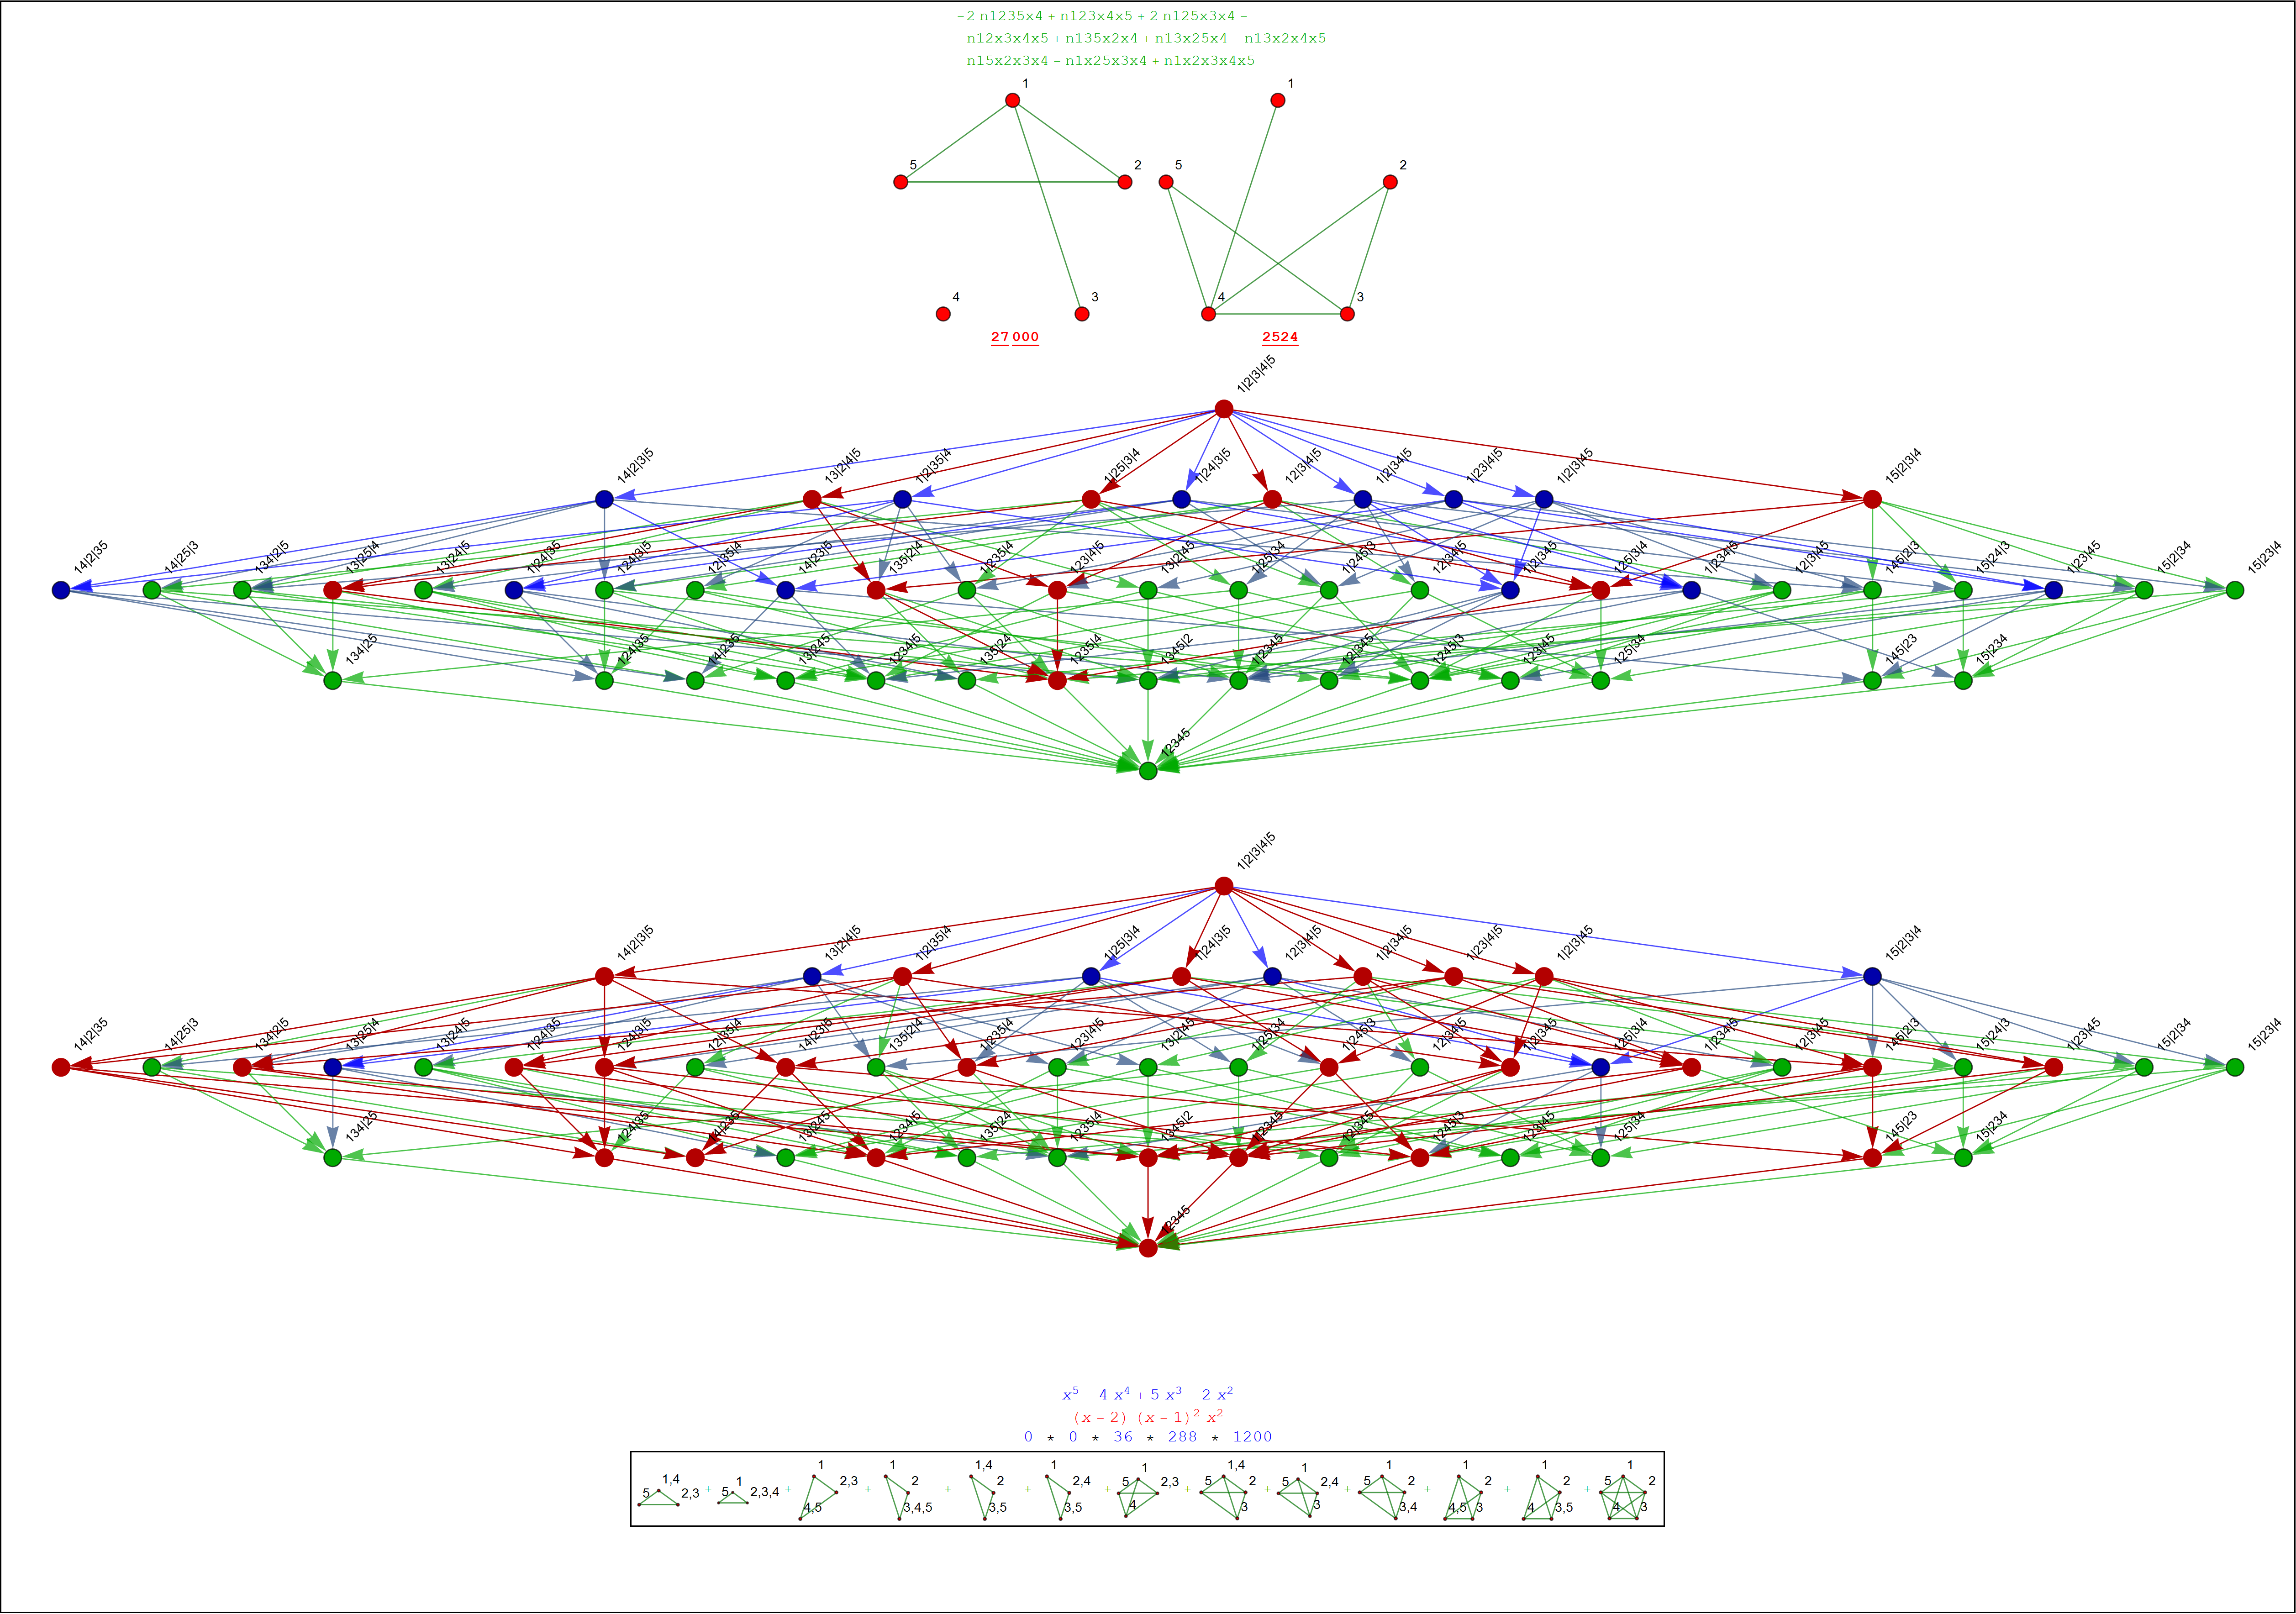 -2 n1235x4 + n123x4x5 + 2 n125x3x4 -
n12x3x4x5 + n135x2x4 + n13x25x4 - n13x2x4x5 -
n15x2x3x4 - n1x25x3x4 + n1x2x3x4x5
1 1
5 2 5 2
4 3 4 3
27 000 2524
1|2|3|4|5
14|2|3|5 13|2|4|5 1|2|35|4 1|25|3|4 1|24|3|5 12|3|4|5 1|2|34|5 1|23|4|5 1|2|3|45 15|2|3|4
14|2|35 14|25|3 134|2|5 13|25|4 13|24|5 1|24|35 124|3|5 12|35|4 14|23|5 135|2|4 1|235|4 123|4|5 13|2|45 1|25|34 1|245|3 12|34|5 1|2|345 125|3|4 1|234|5 12|3|45 145|2|3 15|24|3 1|23|45 15|2|34 15|23|4
134|25 124|35 14|235 13|245 1234|5 135|24 1235|4 1345|2 1|2345 12|345 1245|3 123|45 125|34 145|23 15|234
12345
1|2|3|4|5
14|2|3|5 13|2|4|5 1|2|35|4 1|25|3|4 1|24|3|5 12|3|4|5 1|2|34|5 1|23|4|5 1|2|3|45 15|2|3|4
14|2|35 14|25|3 134|2|5 13|25|4 13|24|5 1|24|35 124|3|5 12|35|4 14|23|5 135|2|4 1|235|4 123|4|5 13|2|45 1|25|34 1|245|3 12|34|5 1|2|345 125|3|4 1|234|5 12|3|45 145|2|3 15|24|3 1|23|45 15|2|34 15|23|4
134|25 124|35 14|235 13|245 1234|5 135|24 1235|4 1345|2 1|2345 12|345 1245|3 123|45 125|34 145|23 15|234
12345
x⁵ - 4 x⁴ + 5 x³ - 2 x²
(x - 2) (x - 1)² x²
0 * 0 * 36 * 288 * 1200
5 1,4 2,3 + 5 1 2,3,4 + 1 2,3 4,5 + 1 2 3,4,5 + 1,4 2 3,5 + 1 2,4 3,5 + 5 1 2,3 4 + 5 1,4 2 3 + 5 1 2,4 3 + 5 1 2 3,4 + 1 2 4,5 3 + 1 2 4 3,5 + 5 1 2 4 3